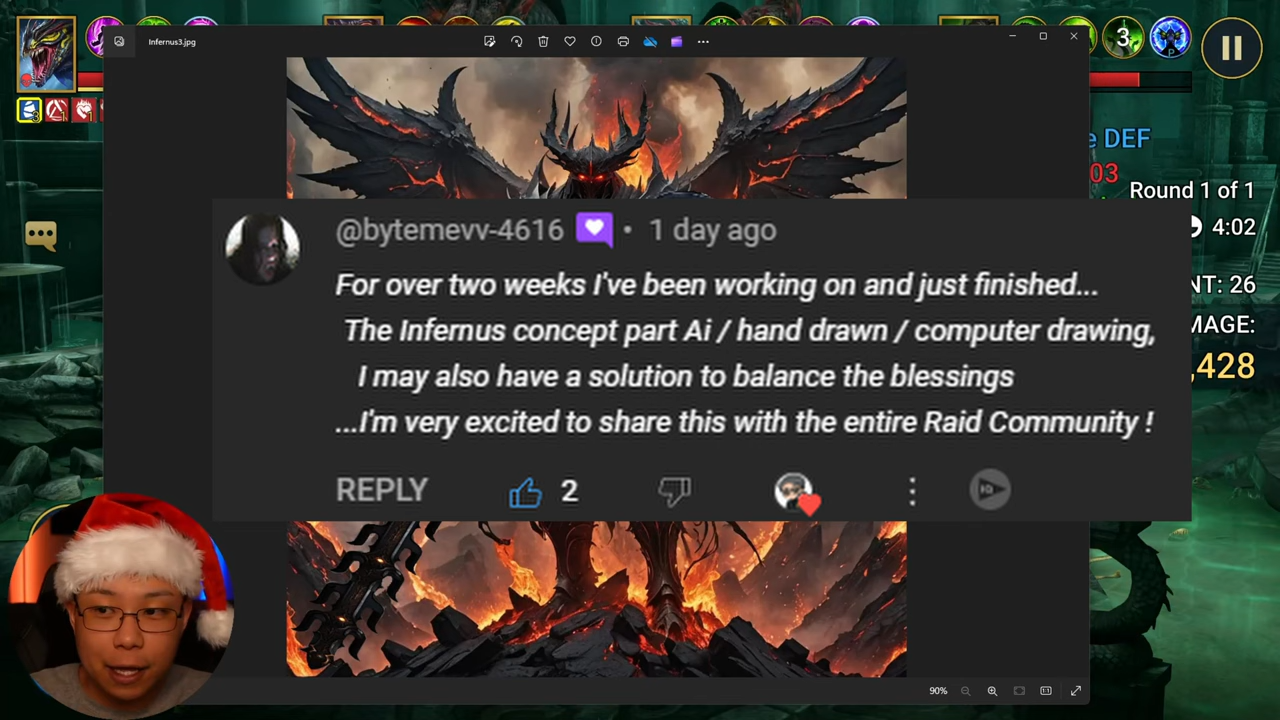 Infernus3.jpg
3
P
e DEF
03
Round 1 of 1
4:02
NT: 26
MAGE:
,428
@bytemevv-4616 • 1 day ago
For over two weeks I've been working on and just finished...
The Infernus concept part Ai / hand drawn / computer drawing,
I may also have a solution to balance the blessings
...I'm very excited to share this with the entire Raid Community !
REPLY 2
90%